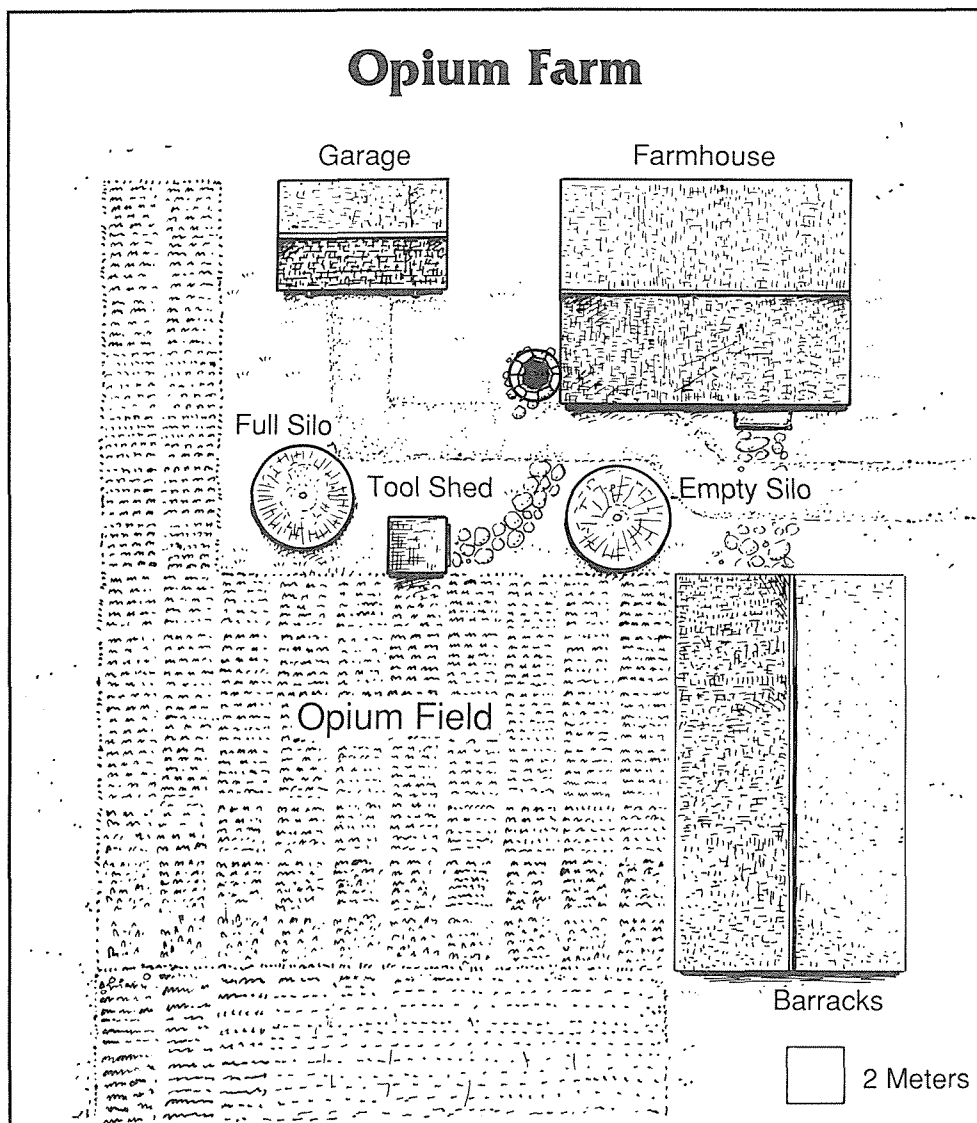 Opium Farm
Garage
Farmhouse
Full Silo
Tool Shed
Empty Silo
Opium Field
Barracks
2 Meters